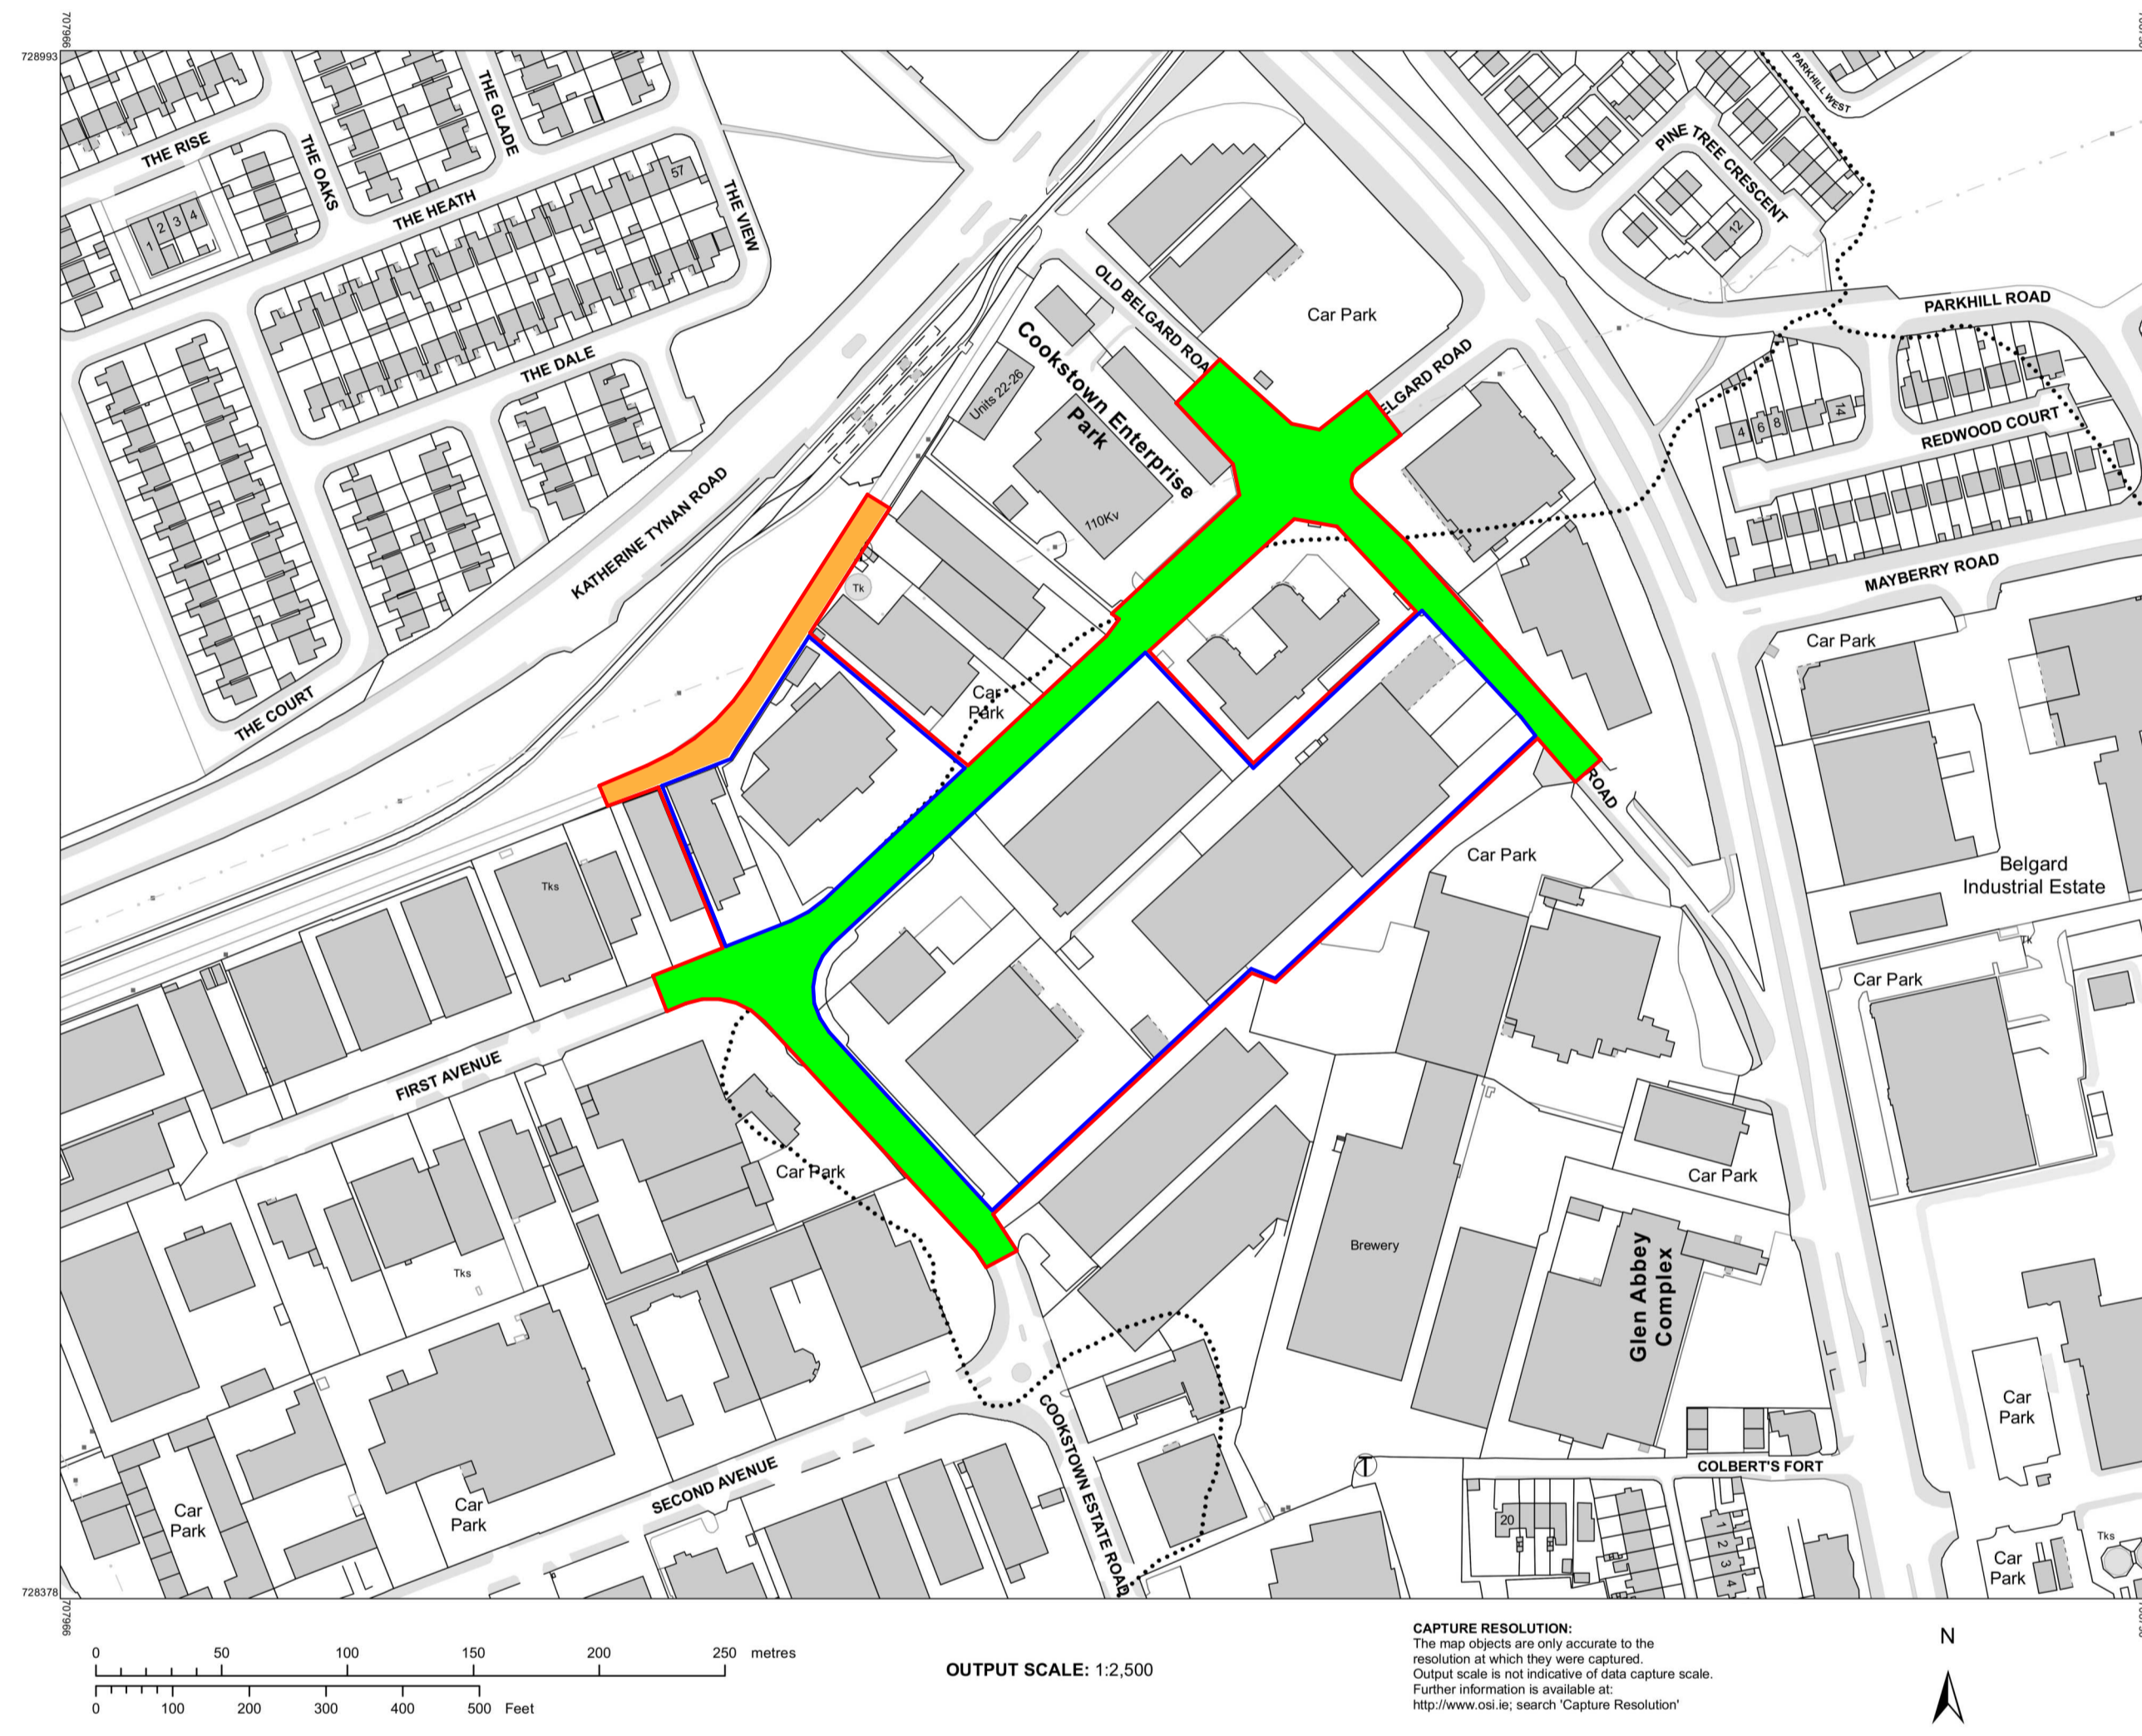 707966
728993
THE RISE
THE OAKS
THE GLADE
THE HEATH
57
THE VIEW
1
2
3
4
THE DALE
THE COURT
KATHERINE TYNAN ROAD
OLD BELGARD ROA
Cookstown Enterprise
Park
Units 22-26
110Kv
Tk
Car Park
ELGARD ROAD
PARKHILL WEST
PINE TREE CRESCENT
12
PARKHILL ROAD
4
6
8
14
REDWOOD COURT
MAYBERRY ROAD
Car Park
Car
Park
ROAD
Car Park
Belgard
Industrial Estate
Tk
Car Park
Tks
FIRST AVENUE
Car Park
Tks
Brewery
Glen Abbey
Complex
Car Park
Car
Park
COLBERT'S FORT
T
20
1
2
3
4
Tks
Car
Park
SECOND AVENUE
COOKSTOWN ESTATE ROAD
Car
Park
Car
Park
728378
707966
0 50 100 150 200 250 metres
0 100 200 300 400 500 Feet
OUTPUT SCALE: 1:2,500
CAPTURE RESOLUTION:
The map objects are only accurate to the
resolution at which they were captured.
Output scale is not indicative of data capture scale.
Further information is available at:
http://www.osi.ie; search 'Capture Resolution'
N